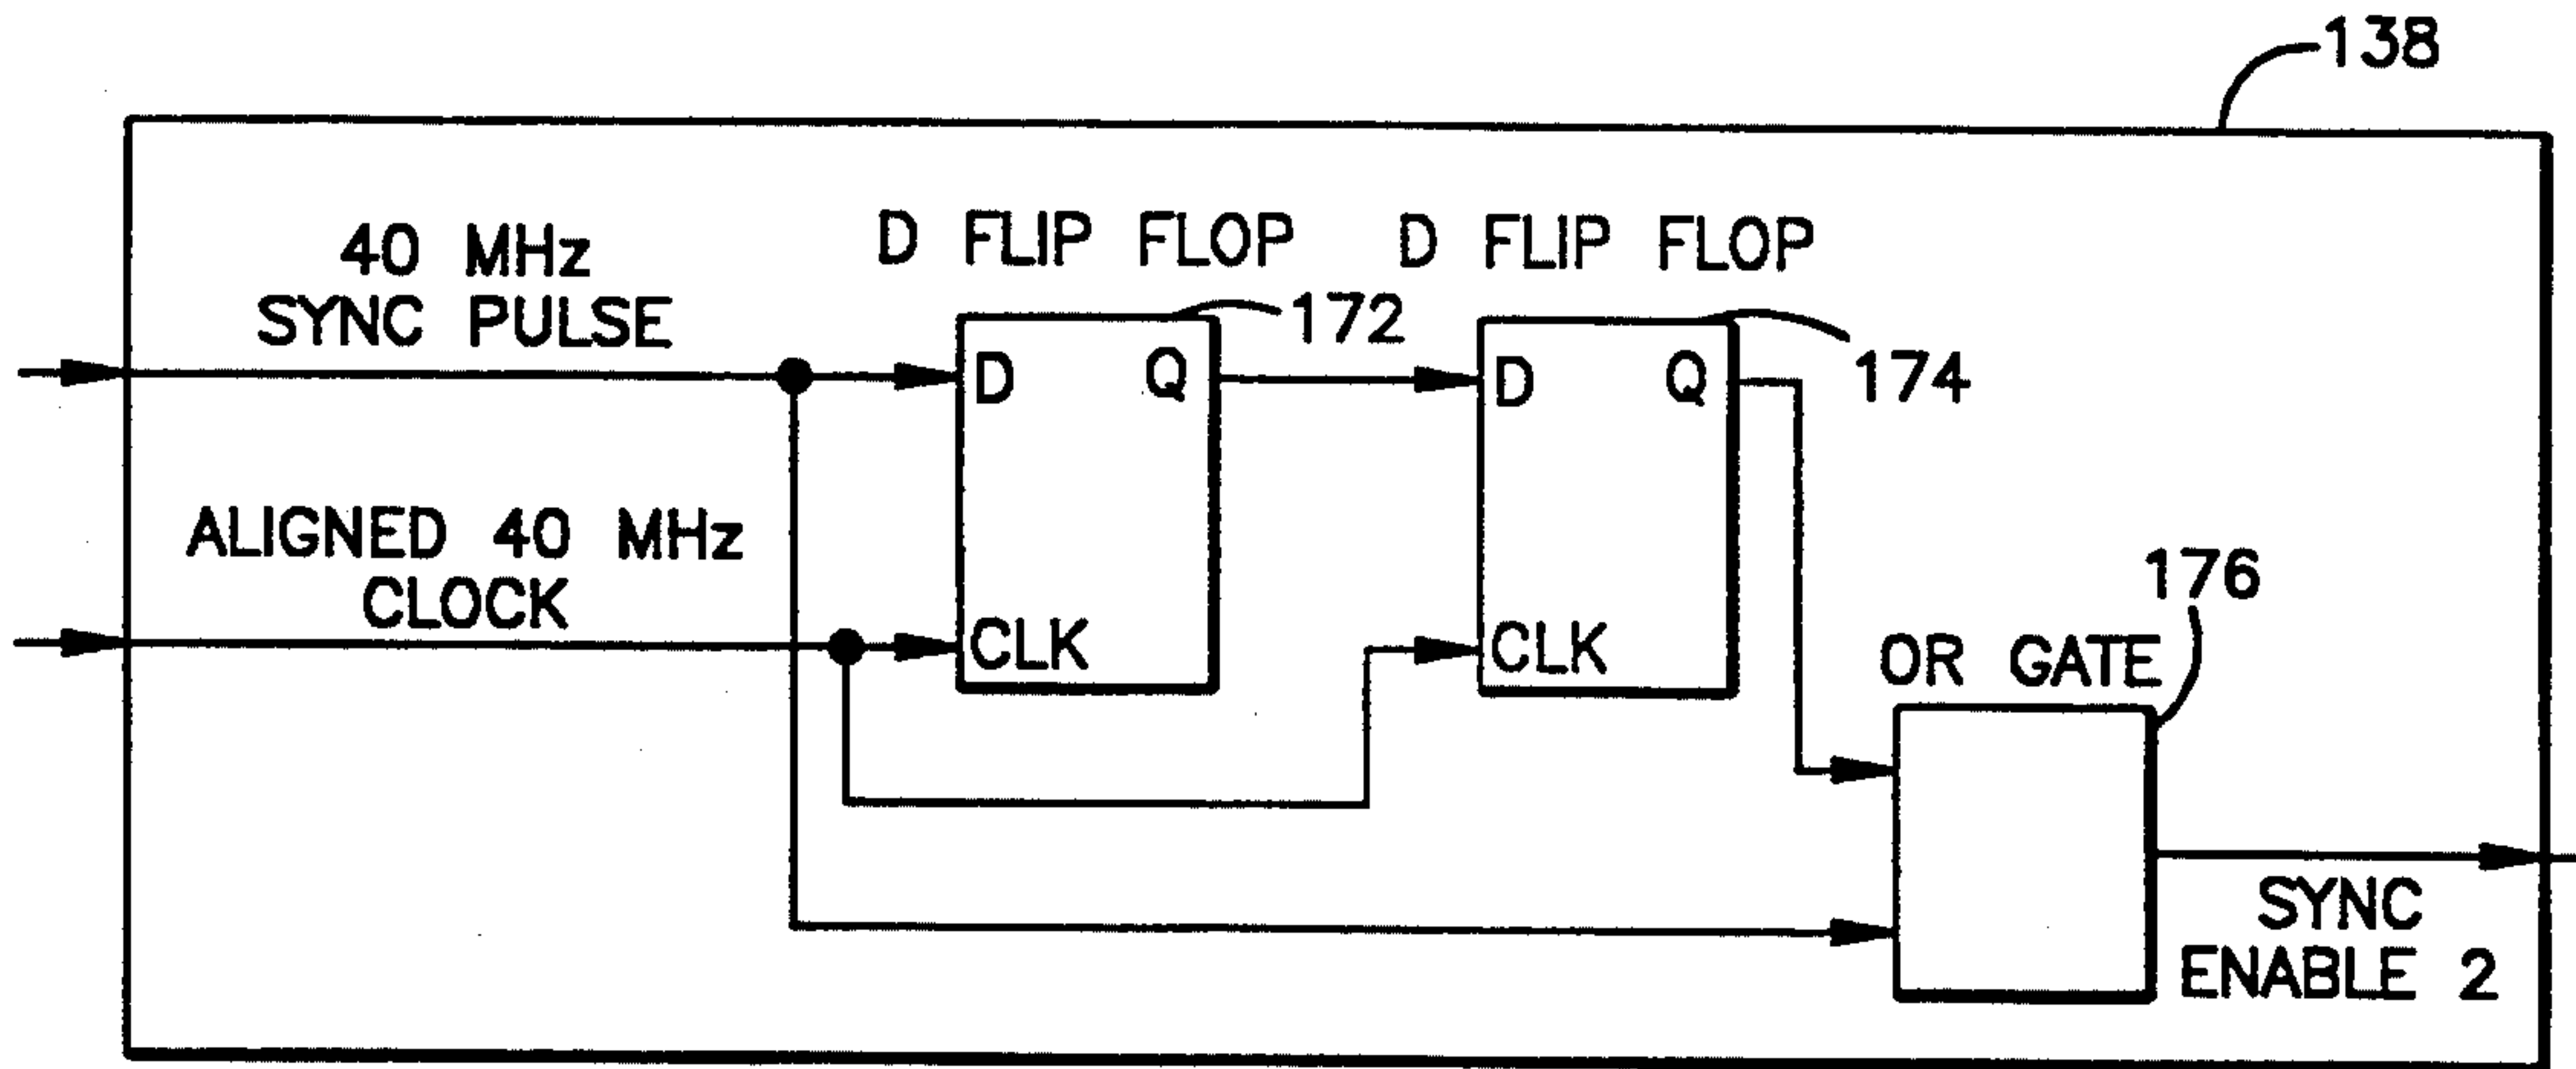 138
40 MHz
SYNC PULSE
D FLIP FLOP
172
D FLIP FLOP
174
D
Q
D
Q
ALIGNED 40 MHz
CLOCK
CLK
CLK
176
OR GATE
SYNC
ENABLE 2